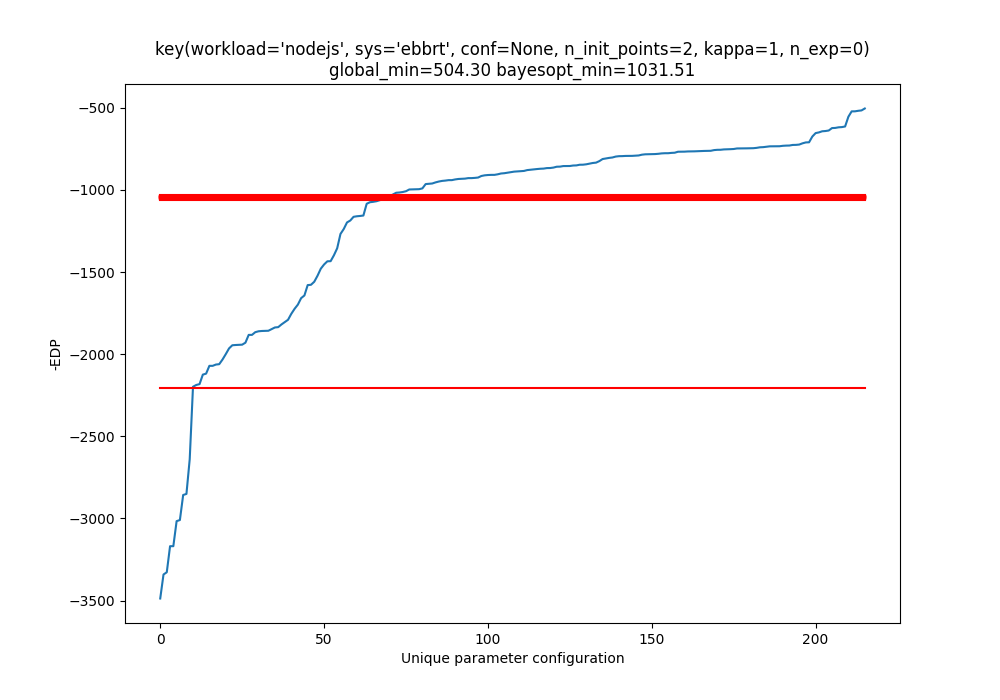 key(workload='nodejs', sys='ebbrt', conf=None, n_init_points=2, kappa=1, n_exp=0)
global_min=504.30 bayesopt_min=1031.51
−500
−1000
−1500
−2000
−2500
−3000
−3500
-EDP
0 50 100 150 200
Unique parameter configuration